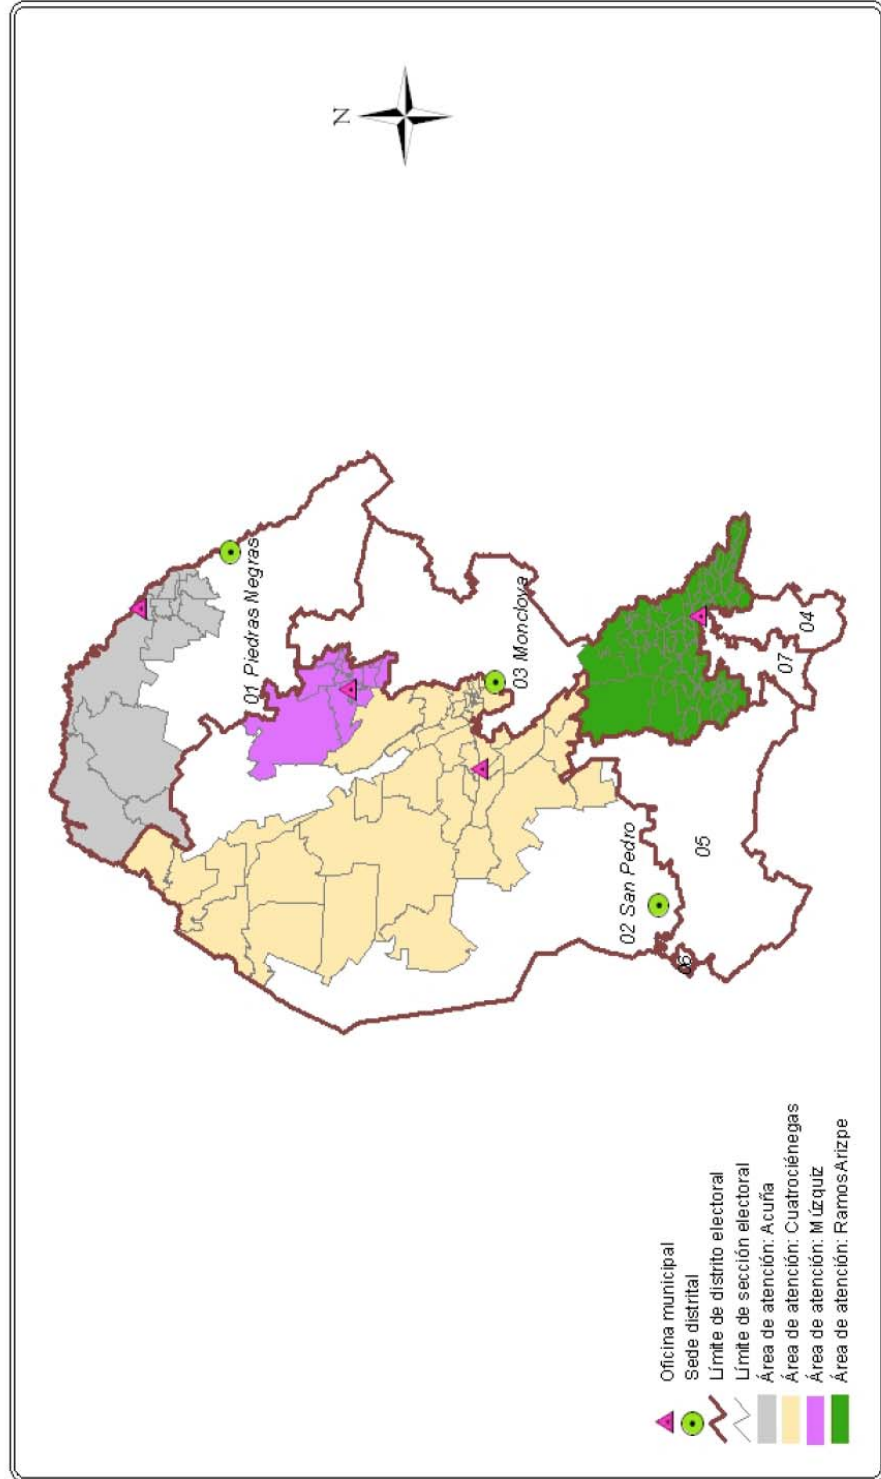 N
01 Piedras Negras
03 Monclova
02 San Pedro
04
07
05
06
Oficina municipal
Sede distrital
Límite de distrito electoral
Límite de sección electoral
Área de atención: Acuña
Área de atención: Cuatrociénegas
Área de atención: Múzquiz
Área de atención: RamosArizpe